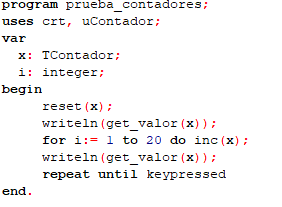 program prueba_contadores;
uses crt, uContador;
var
  x: TContador;
  i: integer;
begin
     reset(x);
     writeln(get_valor(x));
     for i:= 1 to 20 do inc(x);
     writeln(get_valor(x));
     repeat until keypressed
end.